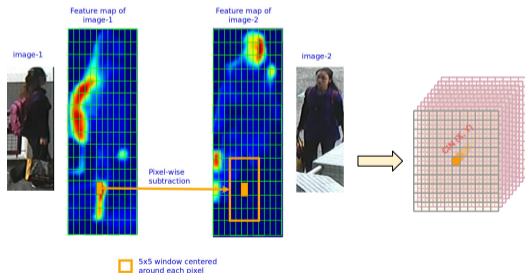 Feature map of
image-1
Feature map of
image-2
image-1
image-2
Pixel-wise
subtraction
5x5 window centered
around each pixel